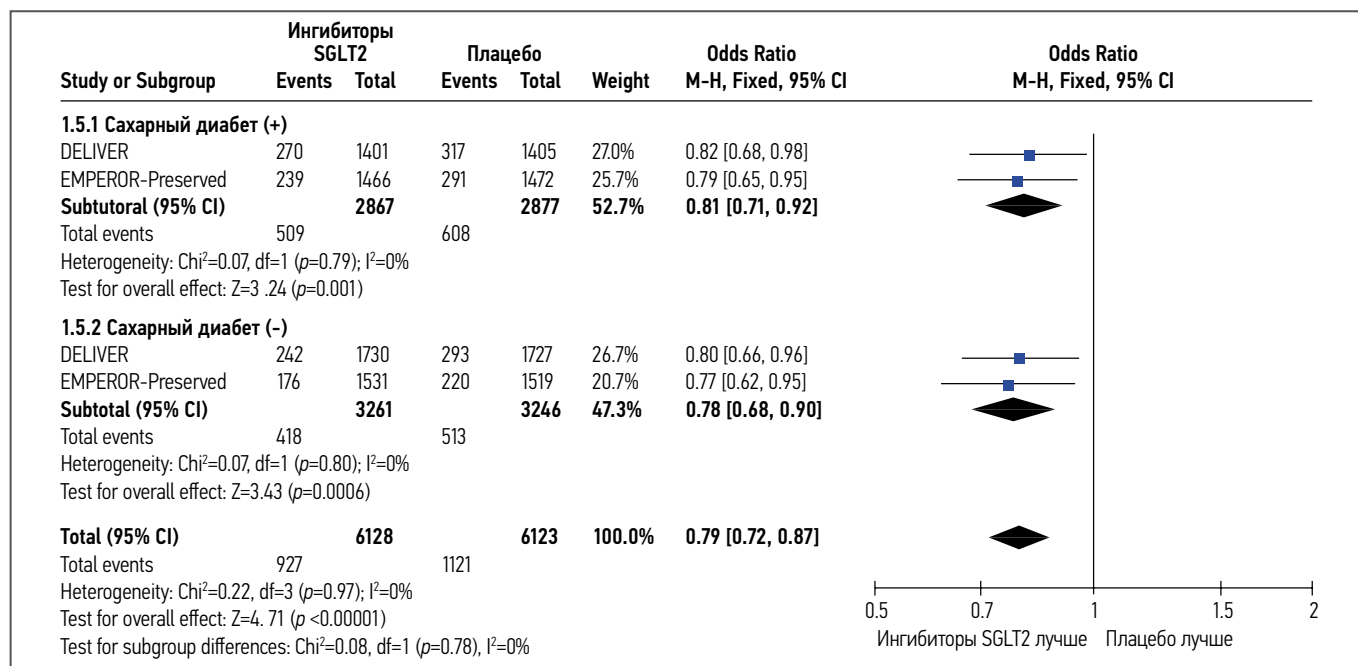 Ингибиторы SGLT2 Плацебо Odds Ratio Odds Ratio
Study or Subgroup Events Total Events Total Weight M-H, Fixed, 95% CI M-H, Fixed, 95% CI
1.5.1 Сахарный диабет (+)
DELIVER 270 1401 317 1405 27.0% 0.82 [0.68, 0.98]
EMPEROR-Preserved 239 1466 291 1472 25.7% 0.79 [0.65, 0.95]
Subtutoral (95% CI) 2867 2877 52.7% 0.81 [0.71, 0.92]
Total events 509 608
Heterogeneity: Chi²=0.07, df=1 (p=0.79); I²=0%
Test for overall effect: Z=3 .24 (p=0.001)
1.5.2 Сахарный диабет (-)
DELIVER 242 1730 293 1727 26.7% 0.80 [0.66, 0.96]
EMPEROR-Preserved 176 1531 220 1519 20.7% 0.77 [0.62, 0.95]
Subtotal (95% CI) 3261 3246 47.3% 0.78 [0.68, 0.90]
Total events 418 513
Heterogeneity: Chi²=0.07, df=1 (p=0.80); I²=0%
Test for overall effect: Z=3.43 (p=0.0006)
Total (95% CI) 6128 6123 100.0% 0.79 [0.72, 0.87]
Total events 927 1121
Heterogeneity: Chi²=0.22, df=3 (p=0.97); I²=0%
Test for overall effect: Z=4. 71 (p <0.00001)
Test for subgroup differences: Chi²=0.08, df=1 (p=0.78), I²=0%
0.5 0.7 1 1.5 2
Ингибиторы SGLT2 лучше Плацебо лучше